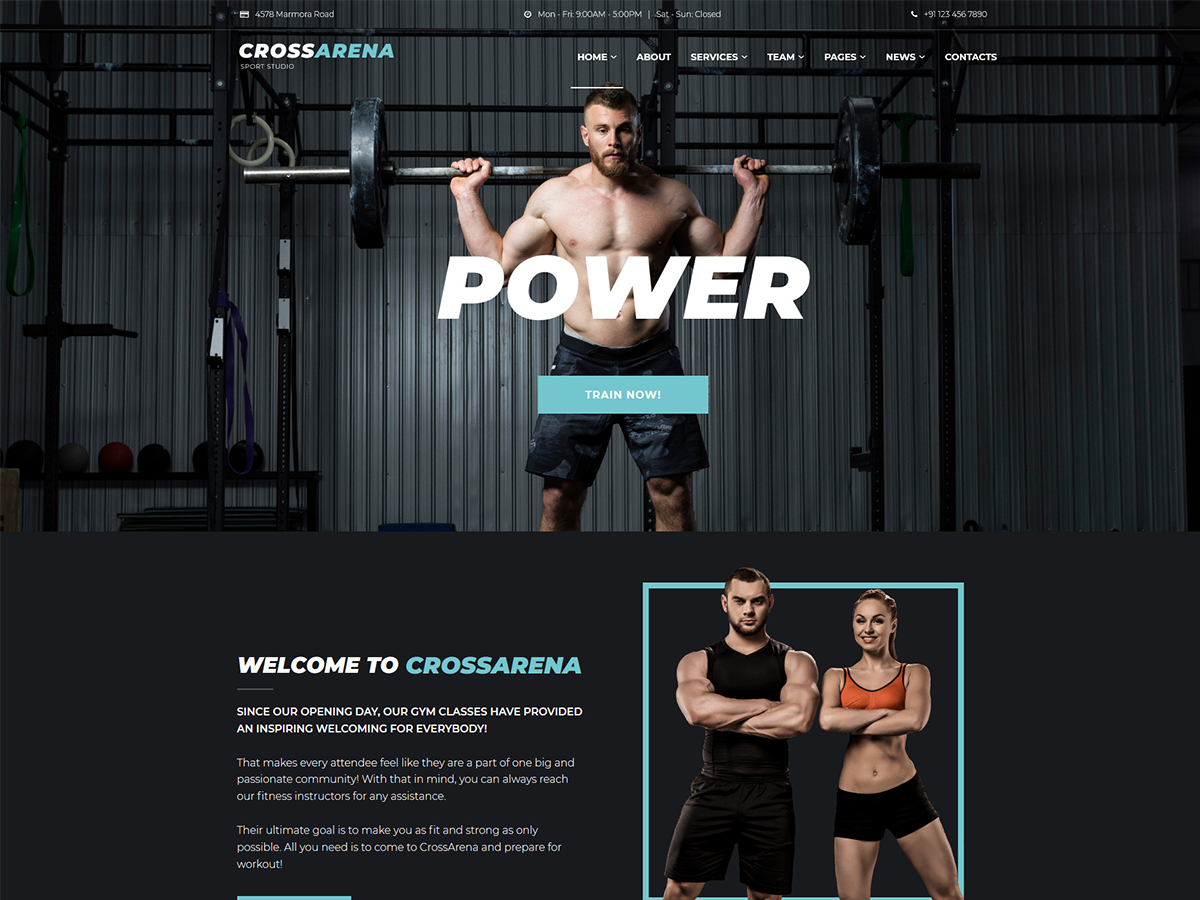 4578 Marmora Road
Mon - Fri: 9:00AM - 5:00PM | Sat - Sun: Closed
+91 123 456 7890
CROSSARENA
SPORT STUDIO
HOME ABOUT SERVICES TEAM PAGES NEWS CONTACTS
POWER
TRAIN NOW!
WELCOME TO CROSSARENA
SINCE OUR OPENING DAY, OUR GYM CLASSES HAVE PROVIDED
AN INSPIRING WELCOMING FOR EVERYBODY!
That makes every attendee feel like they are a part of one big and
passionate community! With that in mind, you can always reach
our fitness instructors for any assistance.
Their ultimate goal is to make you as fit and strong as only
possible. All you need is to come to CrossArena and prepare for
workout!